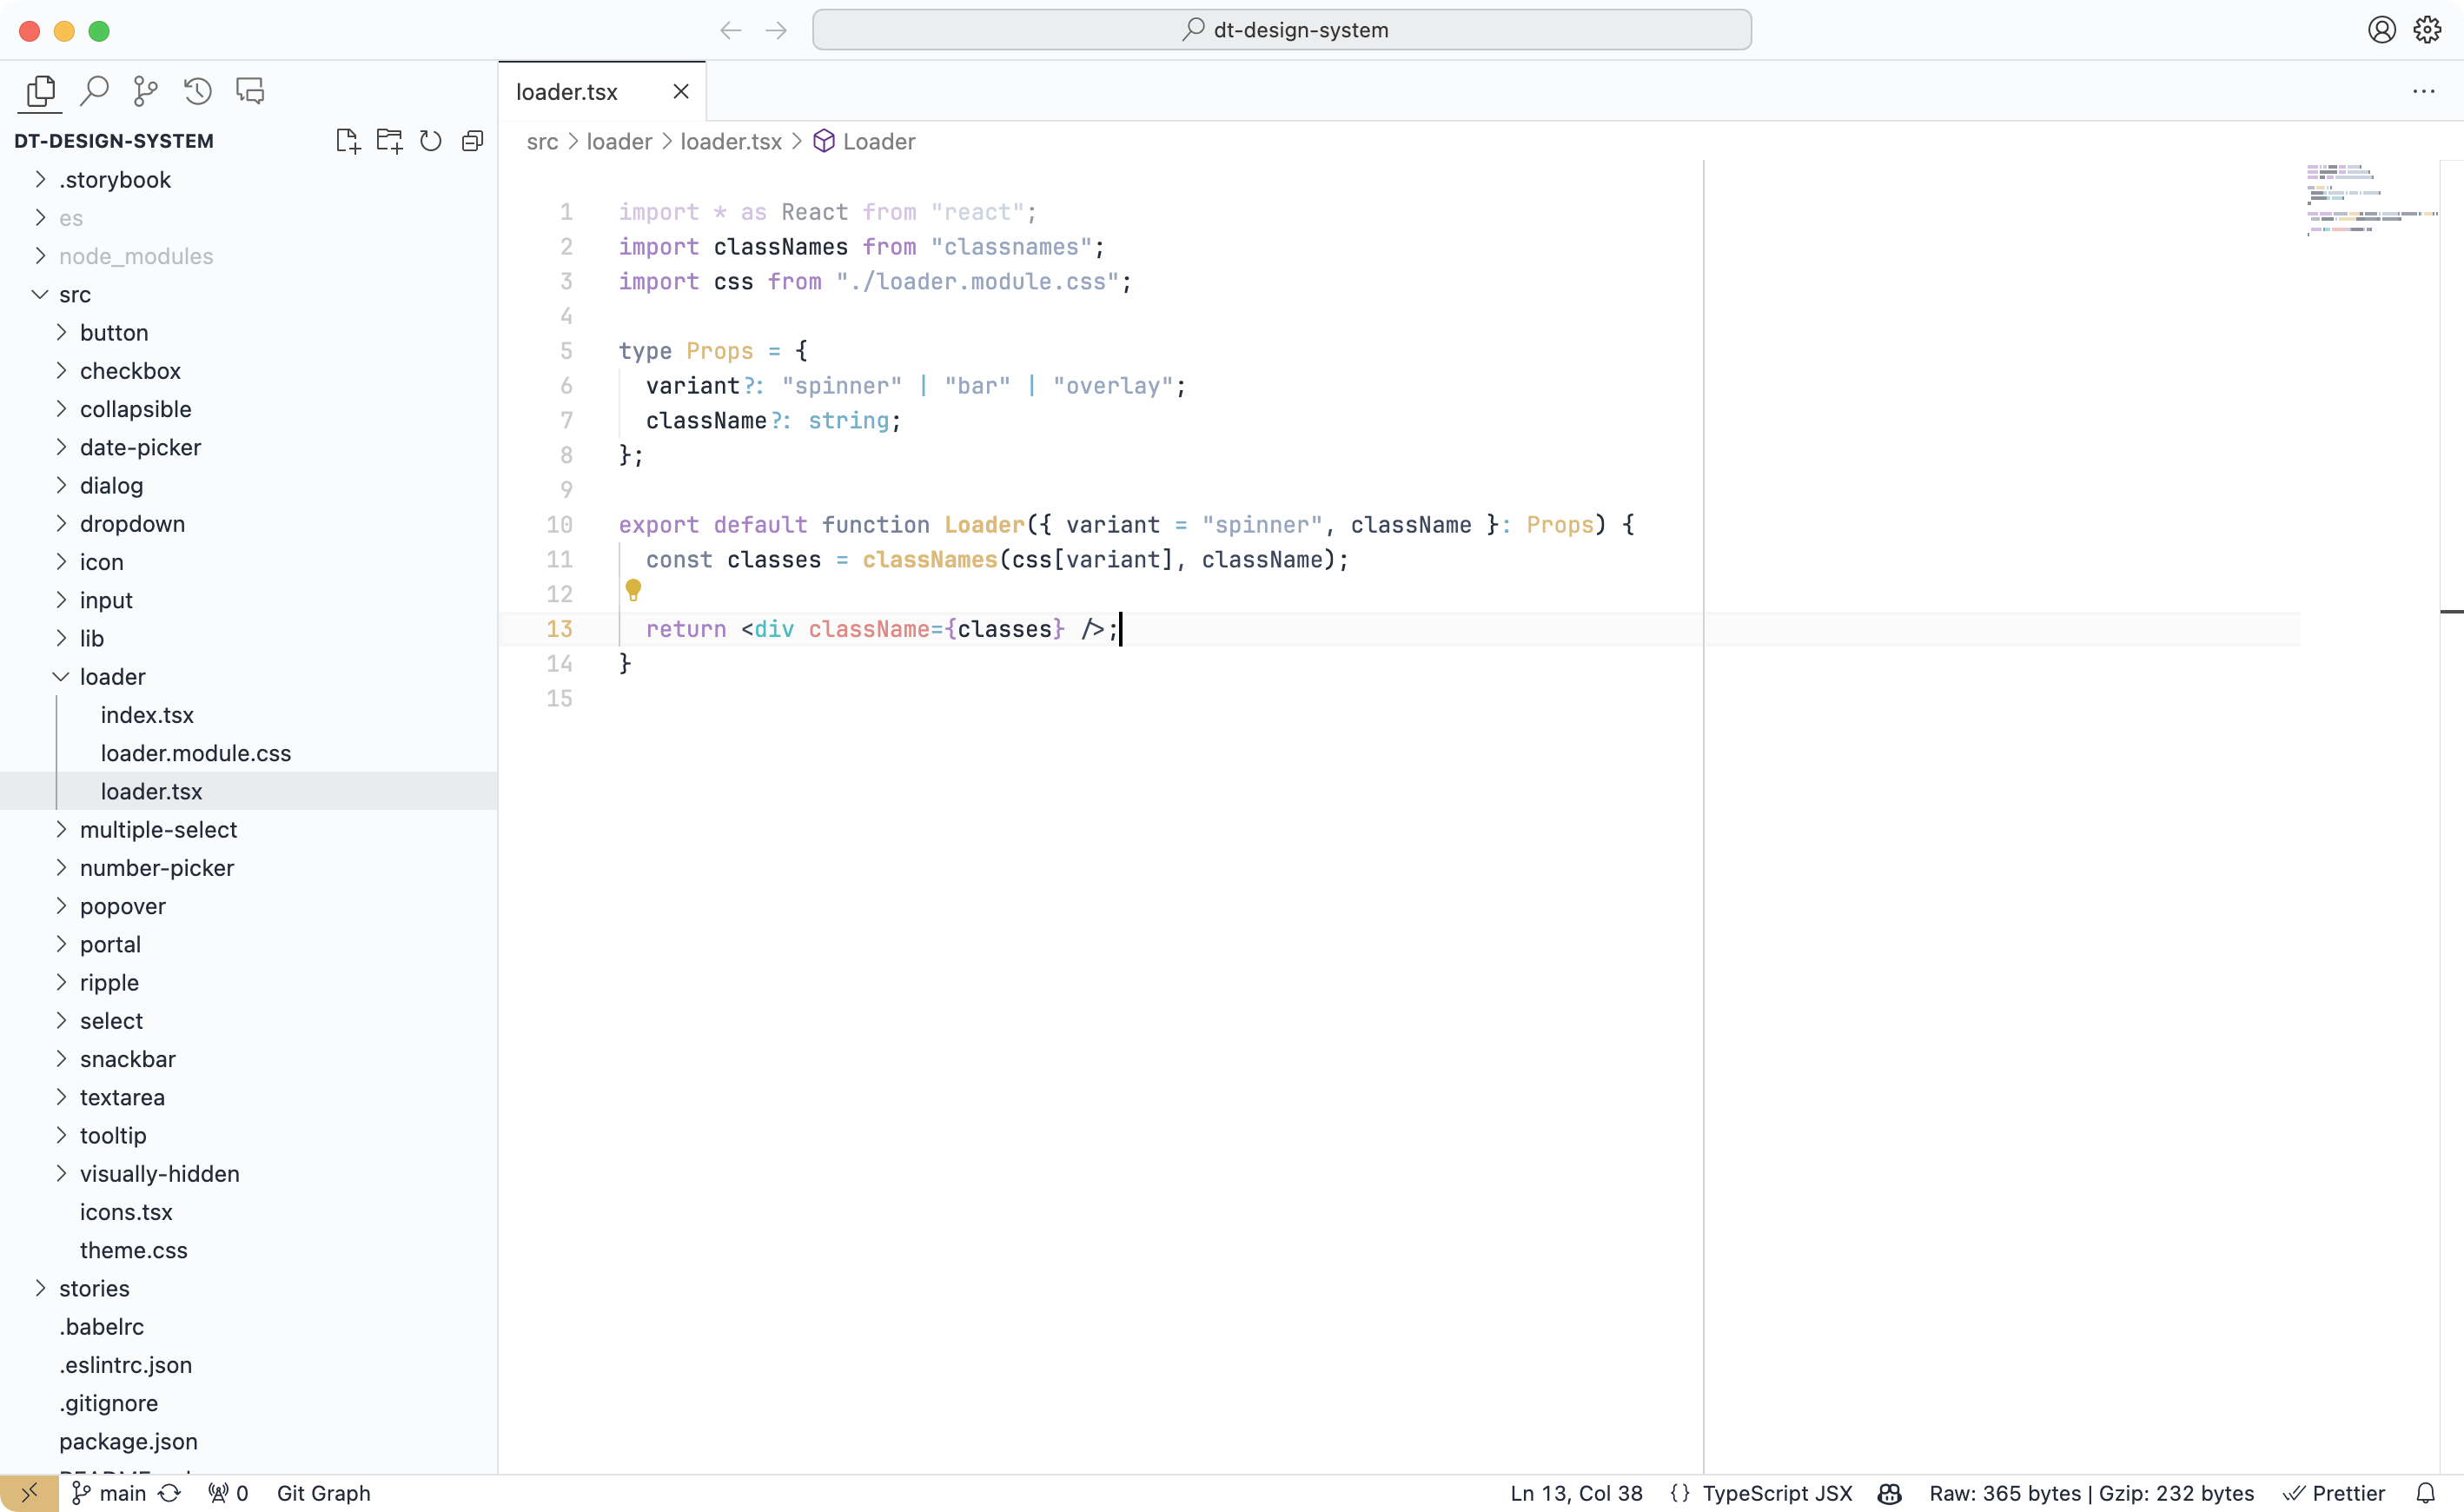 dt-design-system
loader.tsx
DT-DESIGN-SYSTEM
src > loader > loader.tsx > Loader
.storybook
es
node_modules
src
button
checkbox
collapsible
date-picker
dialog
dropdown
icon
input
lib
loader
index.tsx
loader.module.css
loader.tsx
multiple-select
number-picker
popover
portal
ripple
select
snackbar
textarea
tooltip
visually-hidden
icons.tsx
theme.css
stories
.babelrc
.eslintrc.json
.gitignore
package.json
1 import * as React from "react";
2 import classNames from "classnames";
3 import css from "./loader.module.css";
4
5 type Props = {
6 variant?: "spinner" | "bar" | "overlay";
7 className?: string;
8 };
9
10 export default function Loader({ variant = "spinner", className }: Props) {
11 const classes = classNames(css[variant], className);
12
13 return <div className={classes} />;
14 }
15
main 0 Git Graph Ln 13, Col 38 {} TypeScript JSX Raw: 365 bytes | Gzip: 232 bytes Prettier